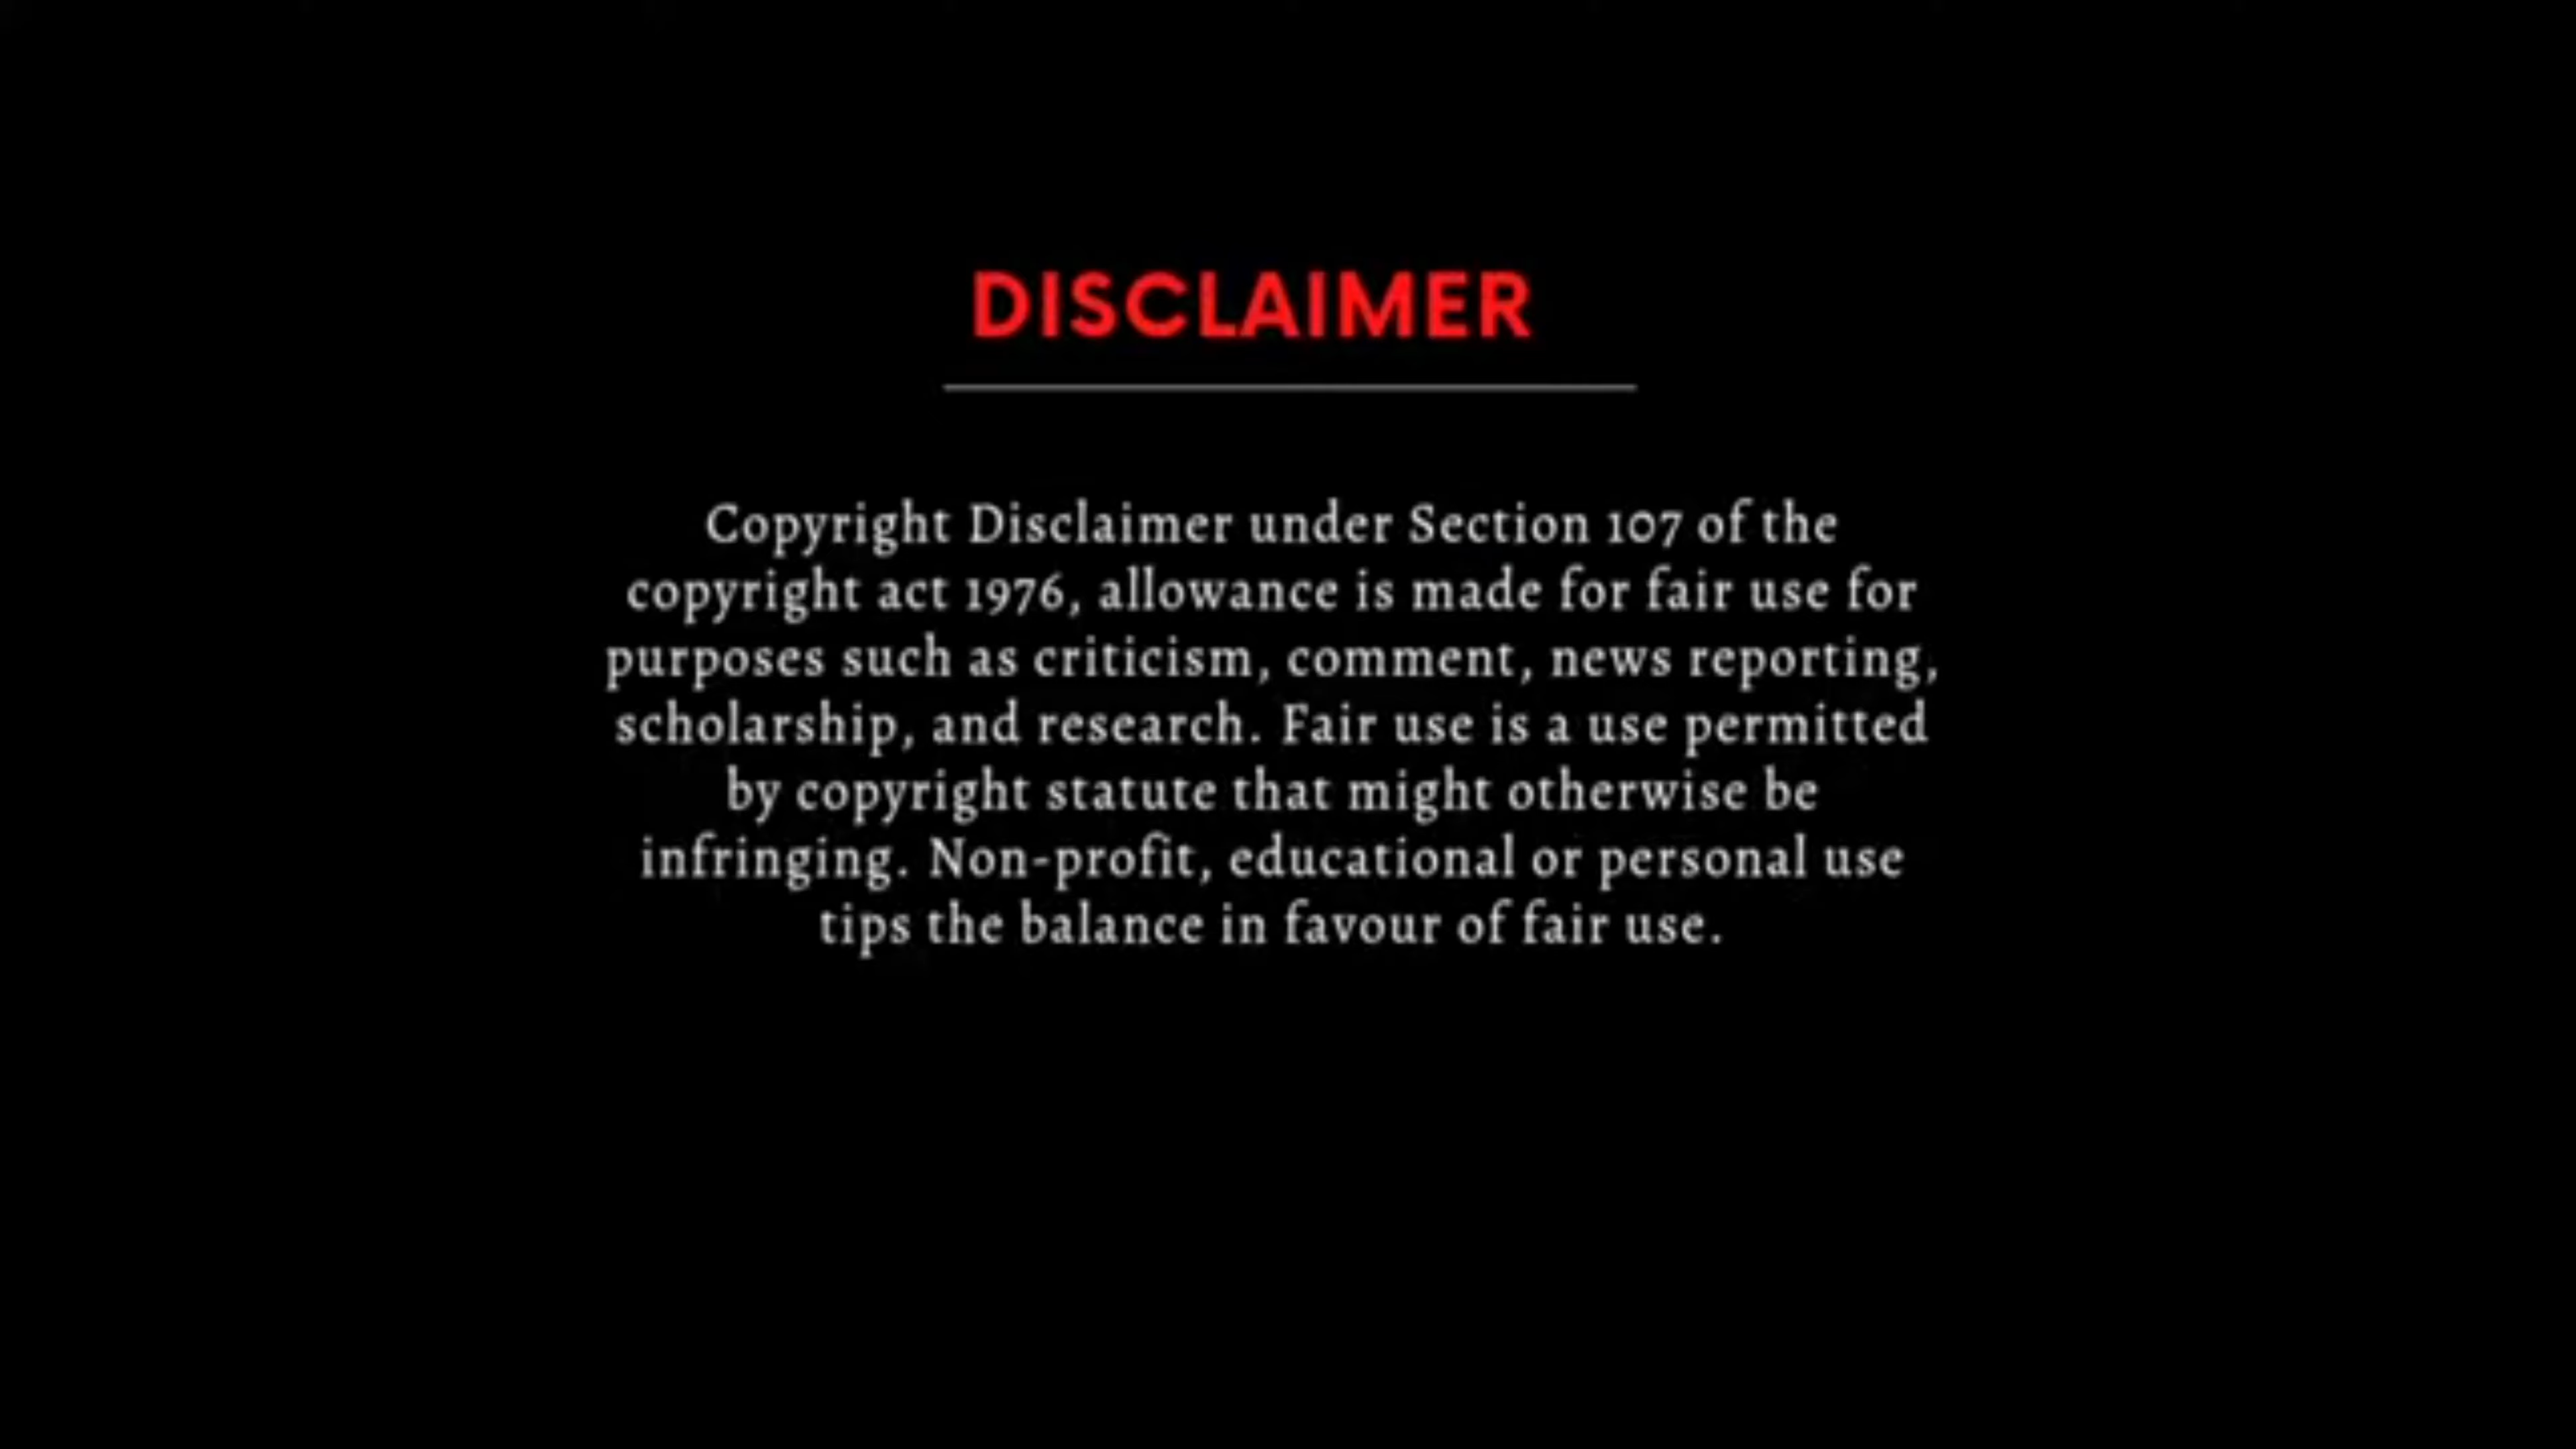 DISCLAIMER
Copyright Disclaimer under Section 107 of the
copyright act 1976, allowance is made for fair use for
purposes such as criticism, comment, news reporting,
scholarship, and research. Fair use is a use permitted
by copyright statute that might otherwise be
infringing. Non-profit, educational or personal use
tips the balance in favour of fair use.